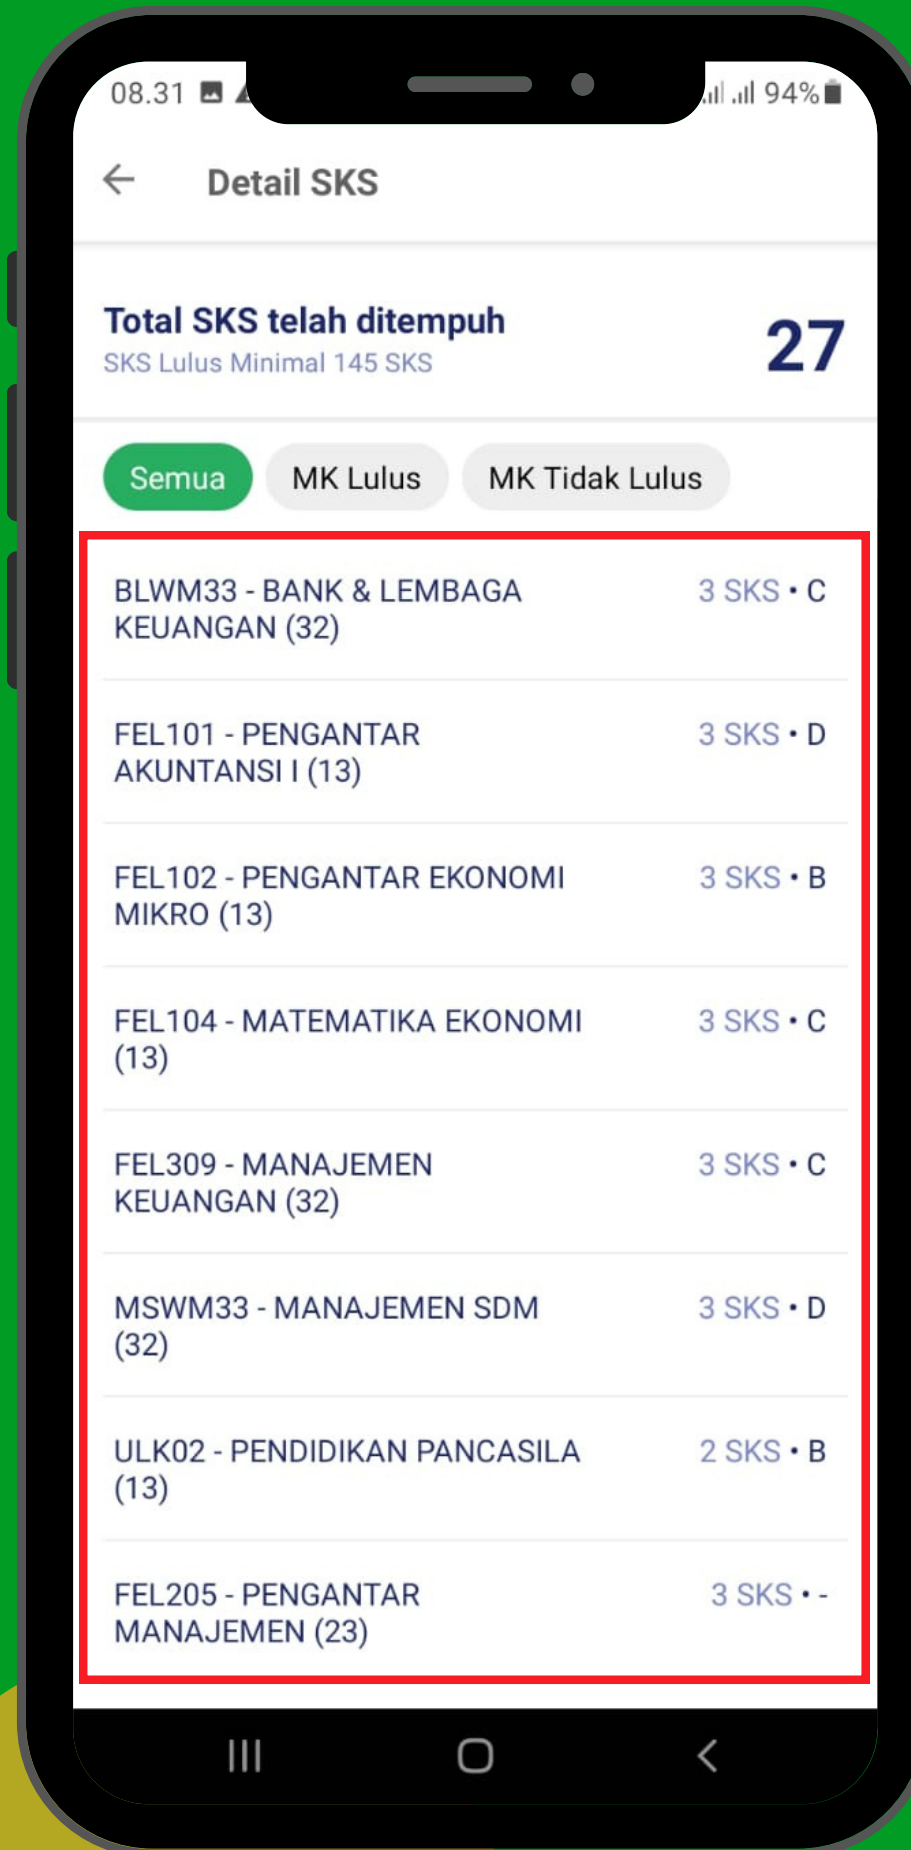 08.31 94%
Detail SKS
Total SKS telah ditempuh
SKS Lulus Minimal 145 SKS
27
Semua MK Lulus MK Tidak Lulus
BLWM33 - BANK & LEMBAGA 3 SKS • C
KEUANGAN (32)
FEL101 - PENGANTAR 3 SKS • D
AKUNTANSI I (13)
FEL102 - PENGANTAR EKONOMI 3 SKS • B
MIKRO (13)
FEL104 - MATEMATIKA EKONOMI 3 SKS • C
(13)
FEL309 - MANAJEMEN 3 SKS • C
KEUANGAN (32)
MSWM33 - MANAJEMEN SDM 3 SKS • D
(32)
ULK02 - PENDIDIKAN PANCASILA 2 SKS • B
(13)
FEL205 - PENGANTAR 3 SKS • -
MANAJEMEN (23)